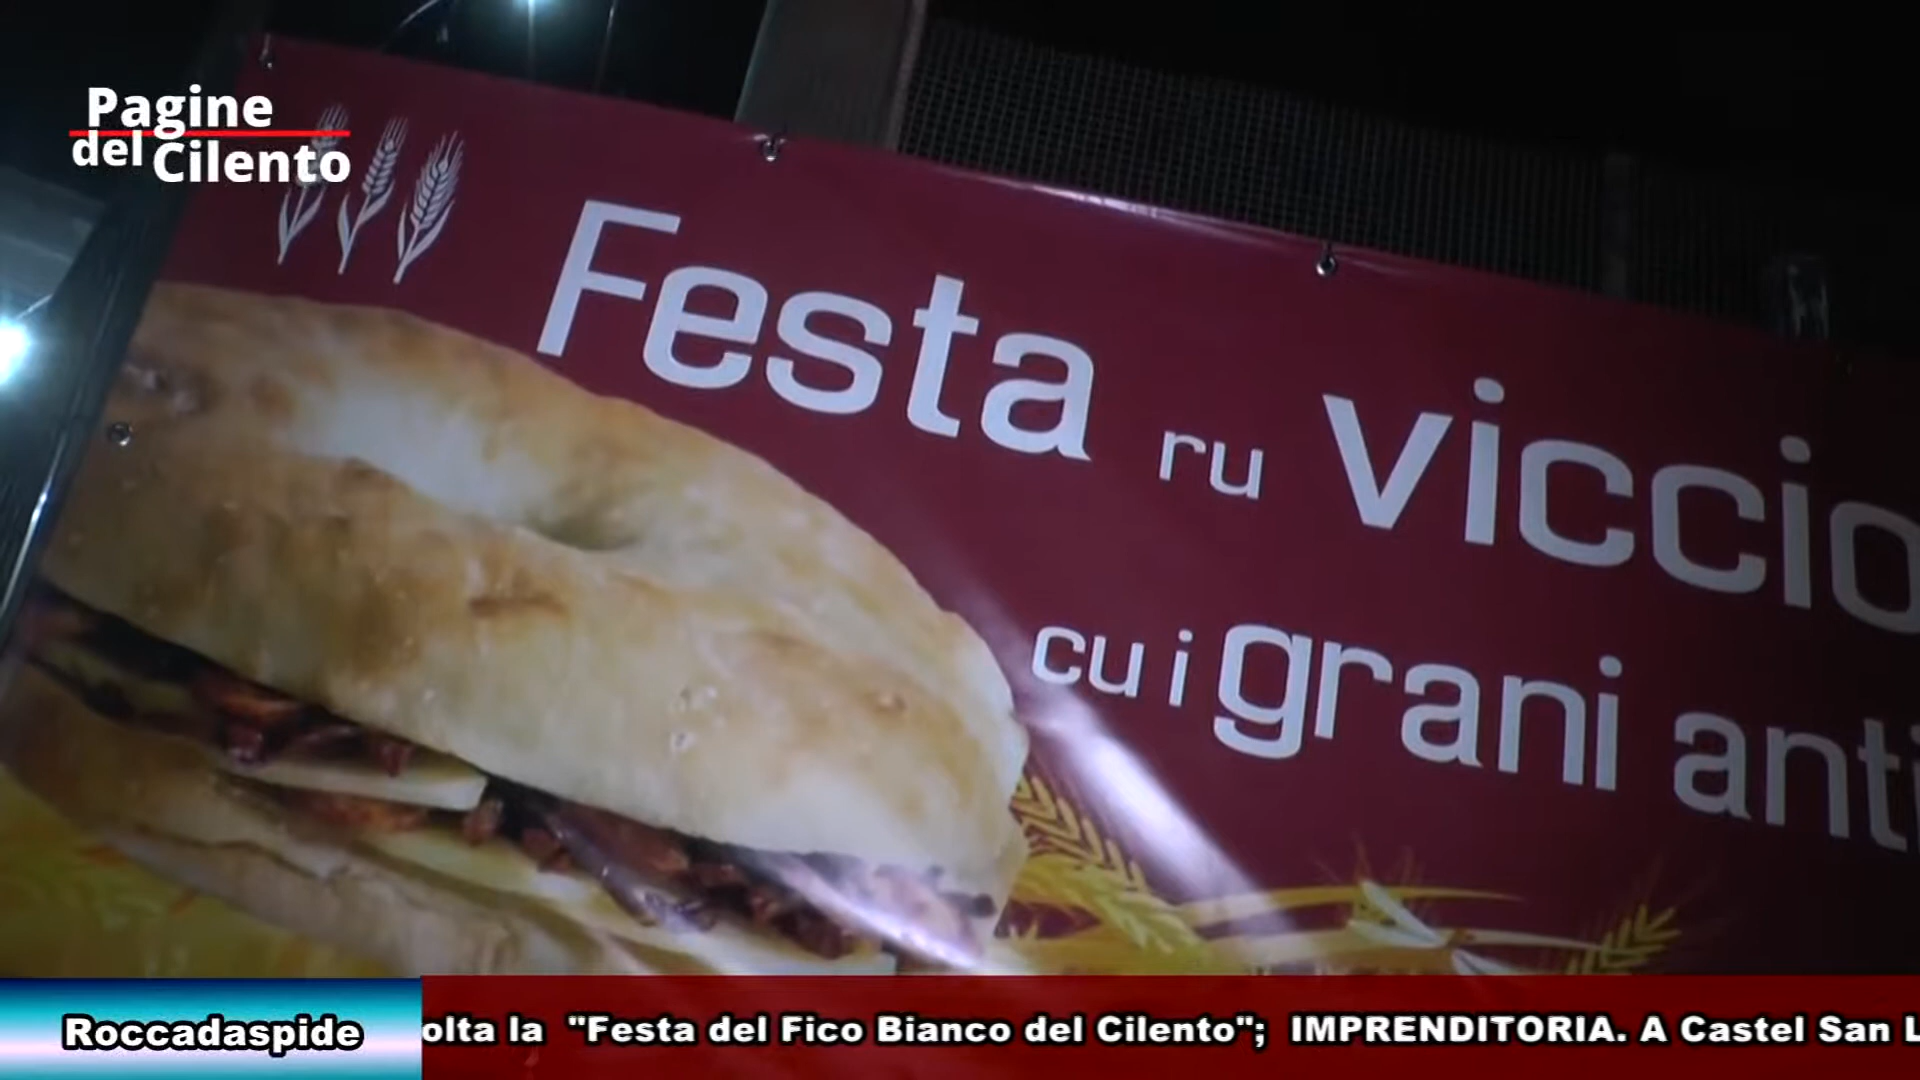 Pagine
del Cilento
Festa ru viccio
cu i grani anti
Roccadaspide
olta la "Festa del Fico Bianco del Cilento"; IMPRENDITORIA. A Castel San L